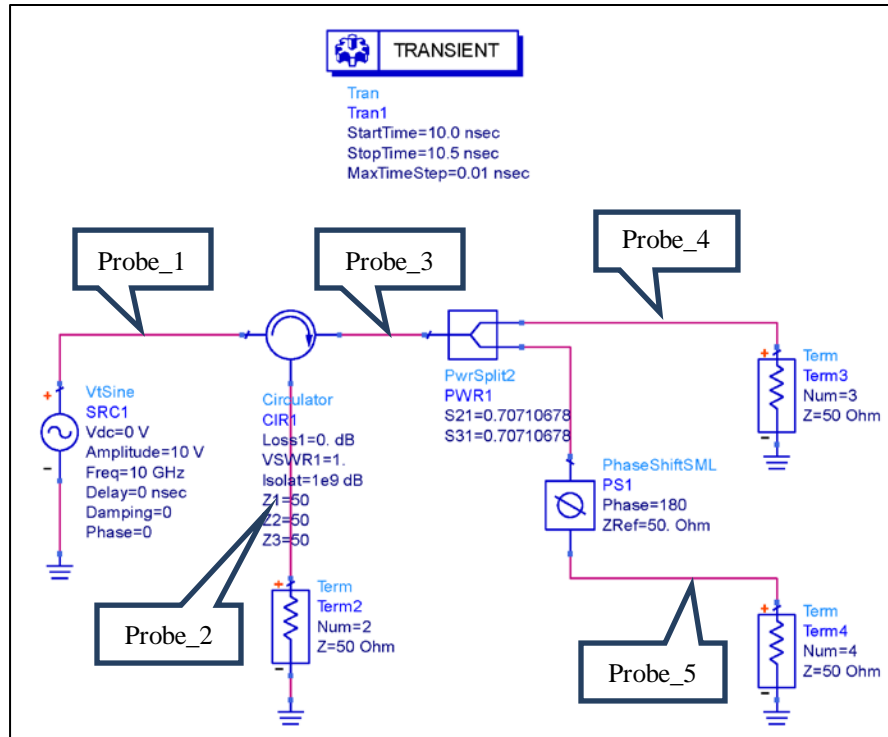 TRANSIENT
Tran
Tran1
StartTime=10.0 nsec
StopTime=10.5 nsec
MaxTimeStep=0.01 nsec
Probe_1
Probe_3
Probe_4
VtSine
SRC1
Vdc=0 V
Amplitude=10 V
Freq=10 GHz
Delay=0 nsec
Damping=0
Phase=0
Circulator
CIR1
Loss1=0. dB
VSWR1=1.
Isolat=1e9 dB
Z1=50
Z2=50
Z3=50
PwrSplit2
PWR1
S21=0.70710678
S31=0.70710678
Term
Term3
Num=3
Z=50 Ohm
PhaseShiftSML
PS1
Phase=180
ZRef=50. Ohm
Probe_2
Term
Term2
Num=2
Z=50 Ohm
Probe_5
Term
Term4
Num=4
Z=50 Ohm